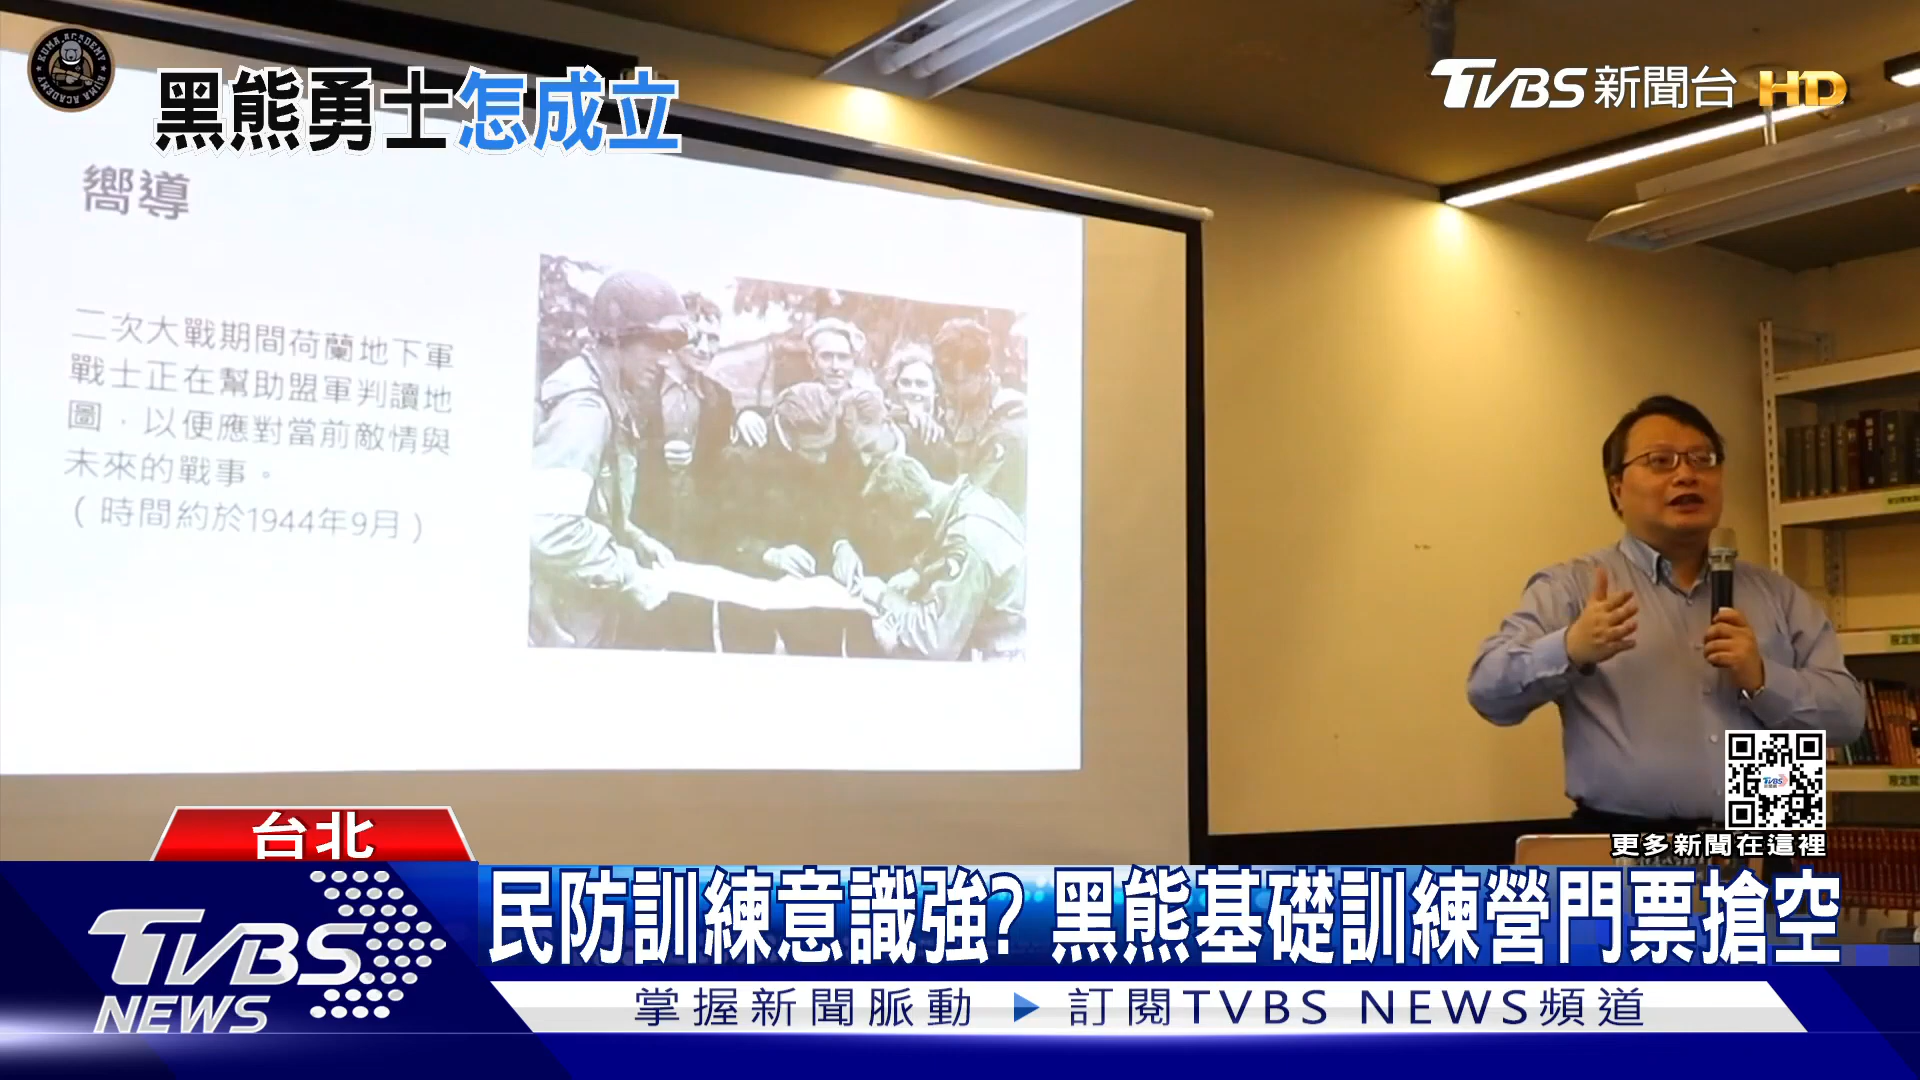 KUMA ACADEMY
KUMA ACADEMY
黑熊勇士怎成立
TVBS新聞台 HD
嚮導
二次大戰期間荷蘭地下軍
戰士正在幫助盟軍判讀地
圖，以便應對當前敵情與
未來的戰事。
（時間約於1944年9月）
TVBS
更多新聞在這裡
台北
民防訓練意識強? 黑熊基礎訓練營門票搶空
TVBS
NEWS
掌握新聞脈動 ▶ 訂閱TVBS NEWS頻道